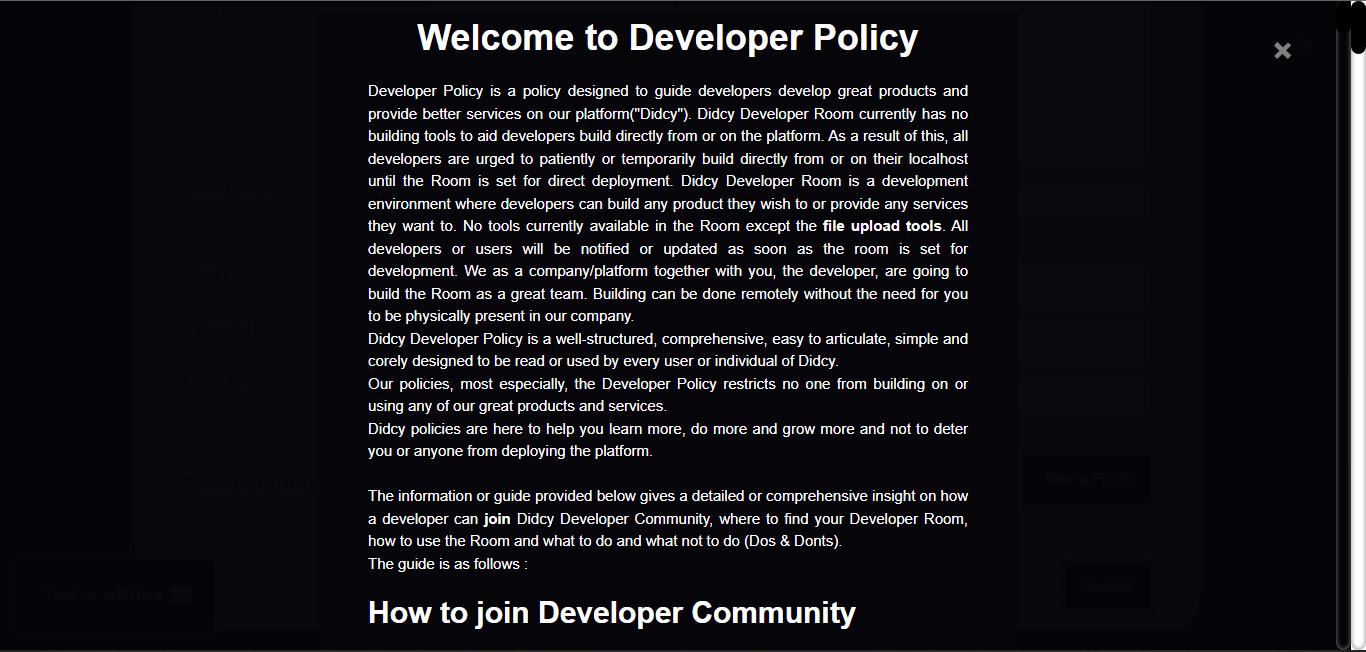 Welcome to Developer Policy
Developer Policy is a policy designed to guide developers develop great products and
provide better services on our platform("Didcy"). Didcy Developer Room currently has no
building tools to aid developers build directly from or on the platform. As a result of this, all
developers are urged to patiently or temporarily build directly from or on their localhost
until the Room is set for direct deployment. Didcy Developer Room is a development
environment where developers can build any product they wish to or provide any services
they want to. No tools currently available in the Room except the file upload tools. All
developers or users will be notified or updated as soon as the room is set for
development. We as a company/platform together with you, the developer, are going to
build the Room as a great team. Building can be done remotely without the need for you
to be physically present in our company.
Didcy Developer Policy is a well-structured, comprehensive, easy to articulate, simple and
corely designed to be read or used by every user or individual of Didcy.
Our policies, most especially, the Developer Policy restricts no one from building on or
using any of our great products and services.
Didcy policies are here to help you learn more, do more and grow more and not to deter
you or anyone from deploying the platform.
The information or guide provided below gives a detailed or comprehensive insight on how
a developer can join Didcy Developer Community, where to find your Developer Room,
how to use the Room and what to do and what not to do (Dos & Donts).
The guide is as follows :
How to join Developer Community
Take a Photo
You're offline
Submit